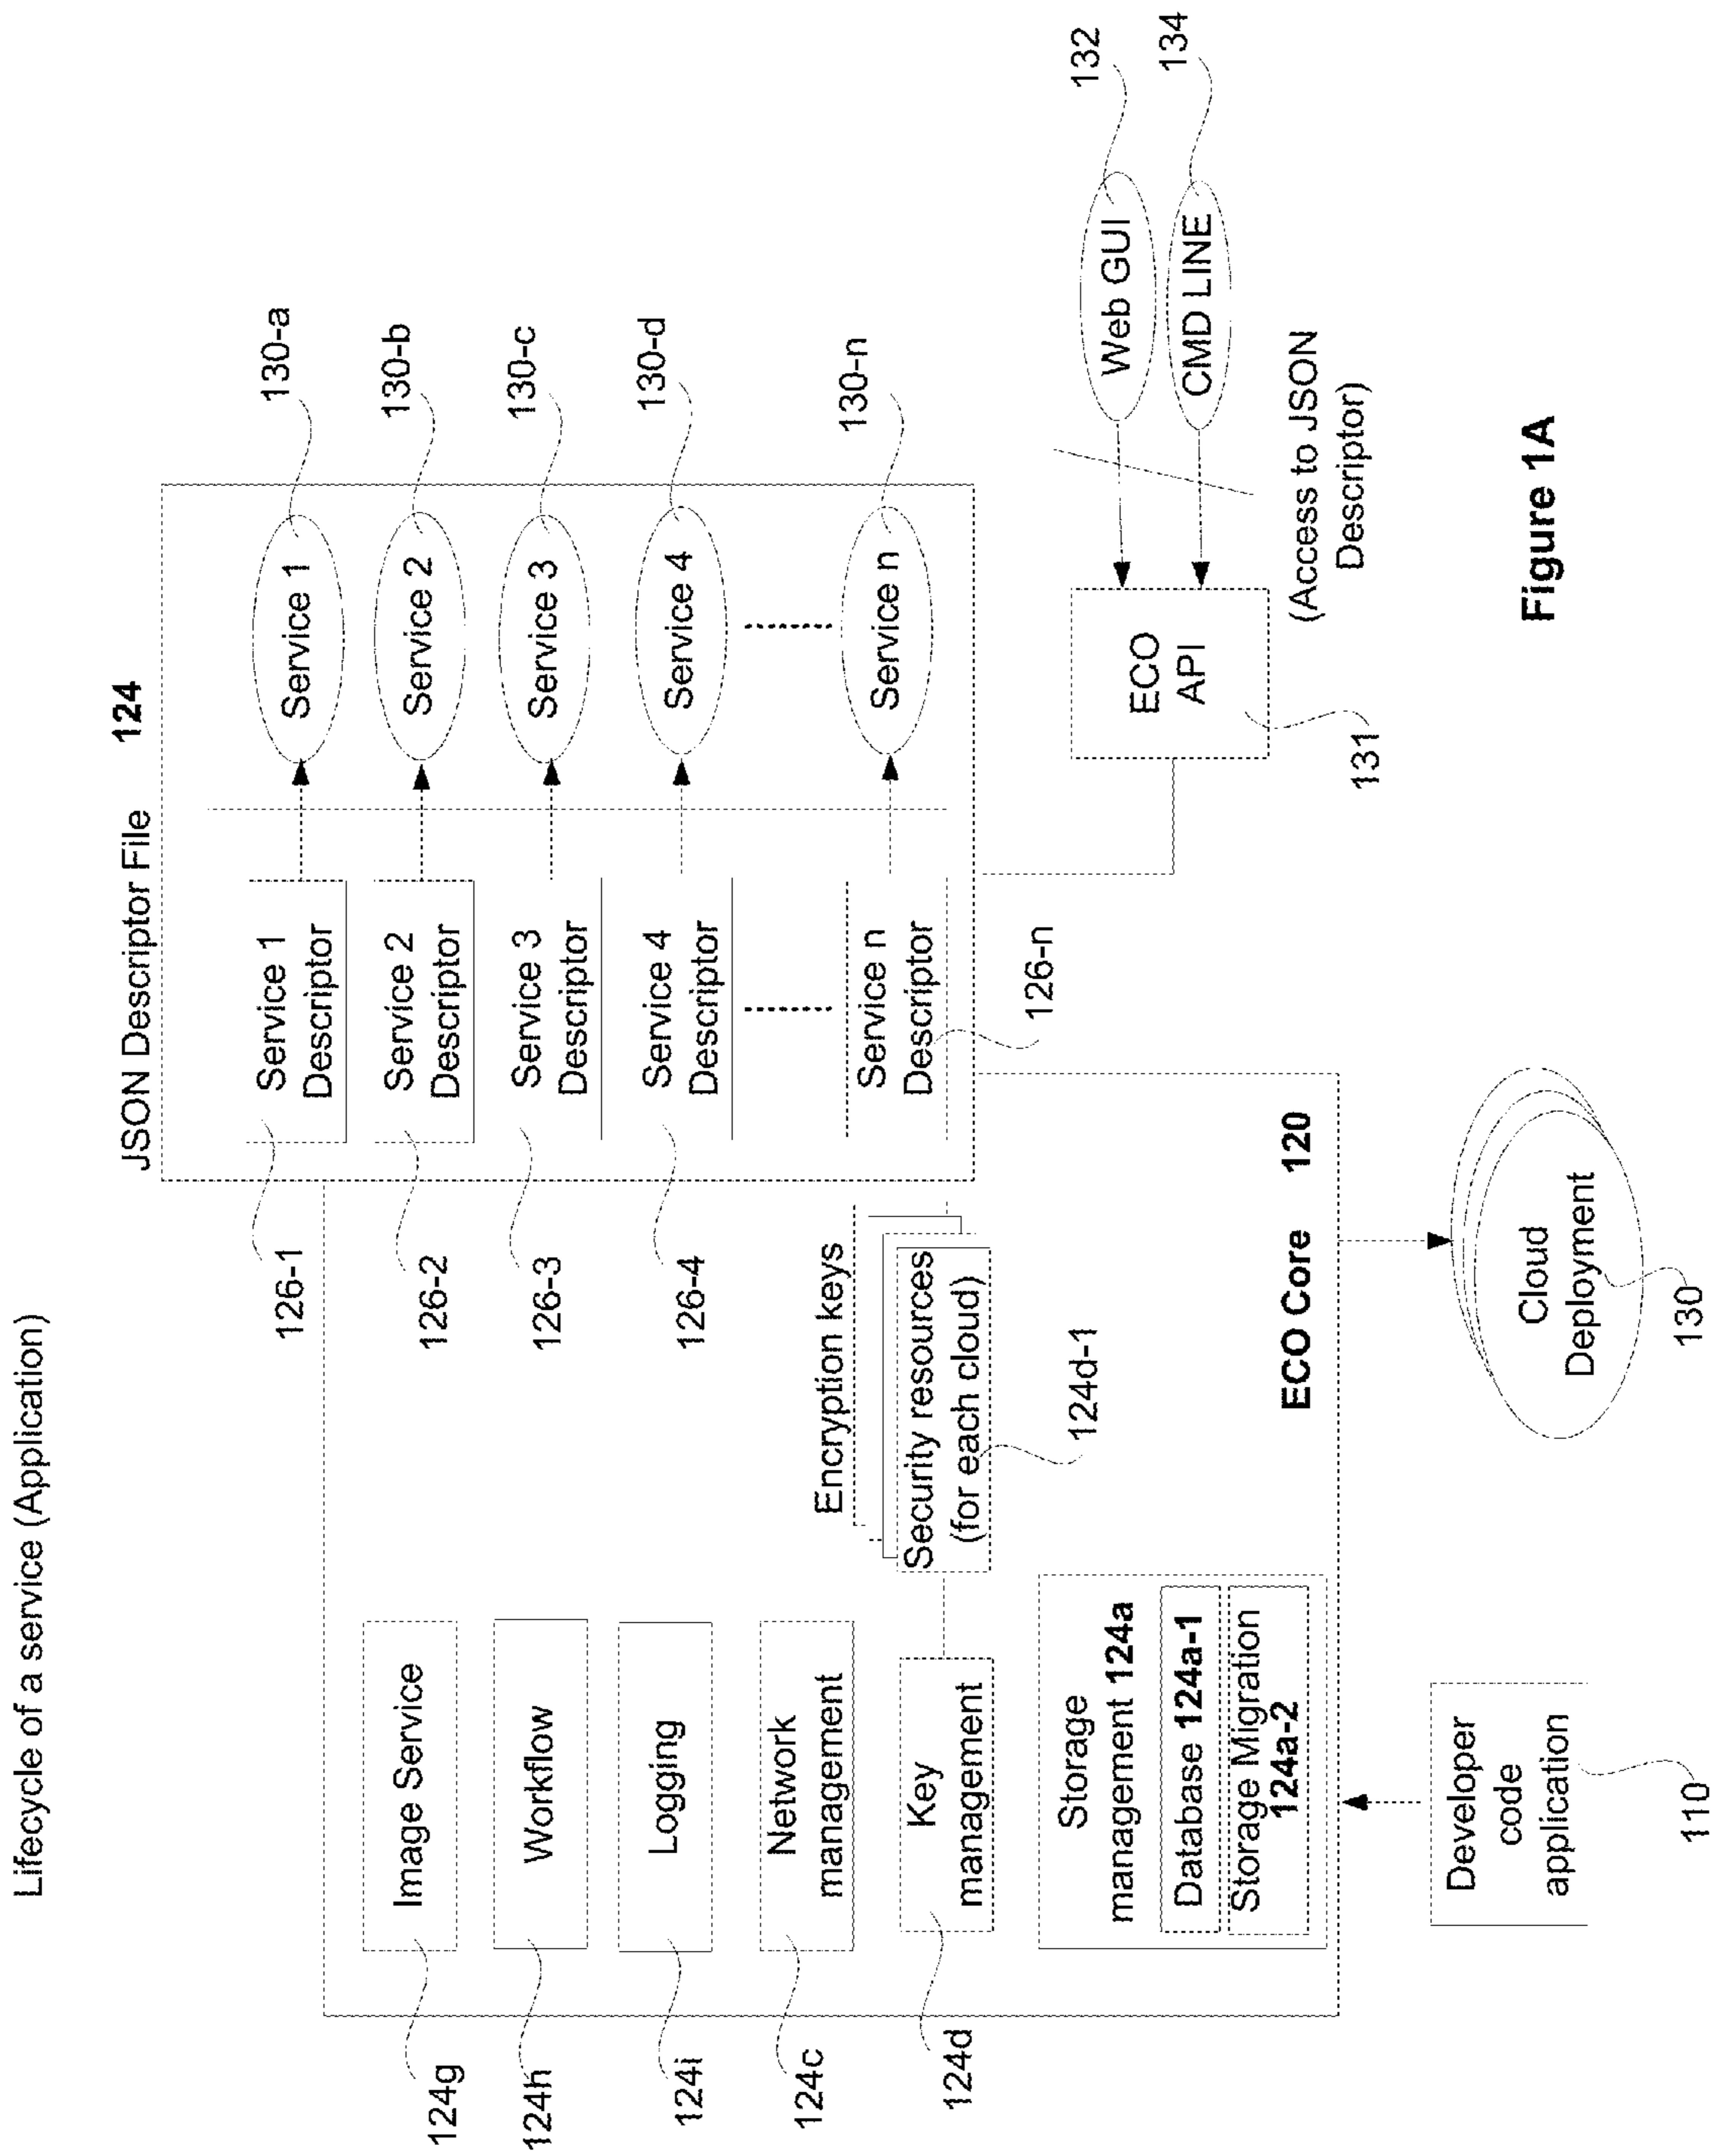 Lifecycle of a service (Application)
JSON Descriptor File 124
126-1
Service 1
Descriptor
Service 1
130-a
126-2
Service 2
Descriptor
Service 2
130-b
126-3
Service 3
Descriptor
Service 3
130-c
126-4
Service 4
Descriptor
Service 4
130-d
Service n
Descriptor
126-n
Service n
130-n
124g
Image Service
124h
Workflow
124i
Logging
124c
Network
management
124d
Key
management
Encryption keys
Security resources
(for each cloud)
124d-1
Storage
management 124a
Database 124a-1
Storage Migration
124a-2
ECO Core 120
ECO
API
131
Web GUI
132
CMD LINE
134
(Access to JSON
Descriptor)
Developer
code
application
110
Cloud
Deployment
130
Figure 1A